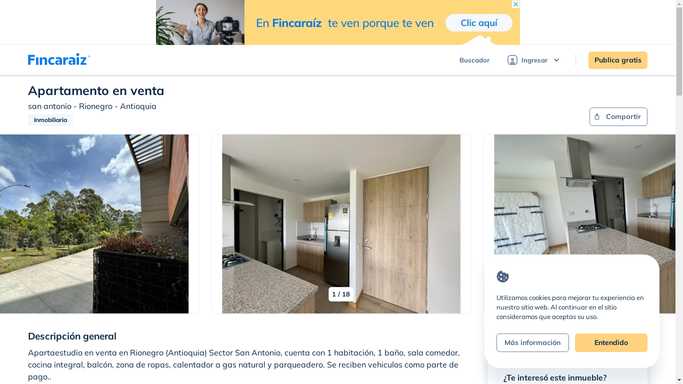 En Fincaraíz te ven porque te ven
Clic aquí
Fincaraíz
Buscador
Ingresar
Publica gratis
Apartamento en venta
san antonio - Rionegro - Antioquia
Inmobiliaria
Compartir
1 / 18
Utilizamos cookies para mejorar tu experiencia en
nuestro sitio web. Al continuar en el sitio
consideramos que aceptas su uso.
Más información
Entendido
Descripción general
Apartaestudio en venta en Rionegro (Antioquia) Sector San Antonio, cuenta con 1 habitación, 1 baño, sala comedor,
cocina integral, balcón, zona de ropas, calentador a gas natural y parqueadero. Se reciben vehiculos como parte de
pago..
¿Te interesó este inmueble?